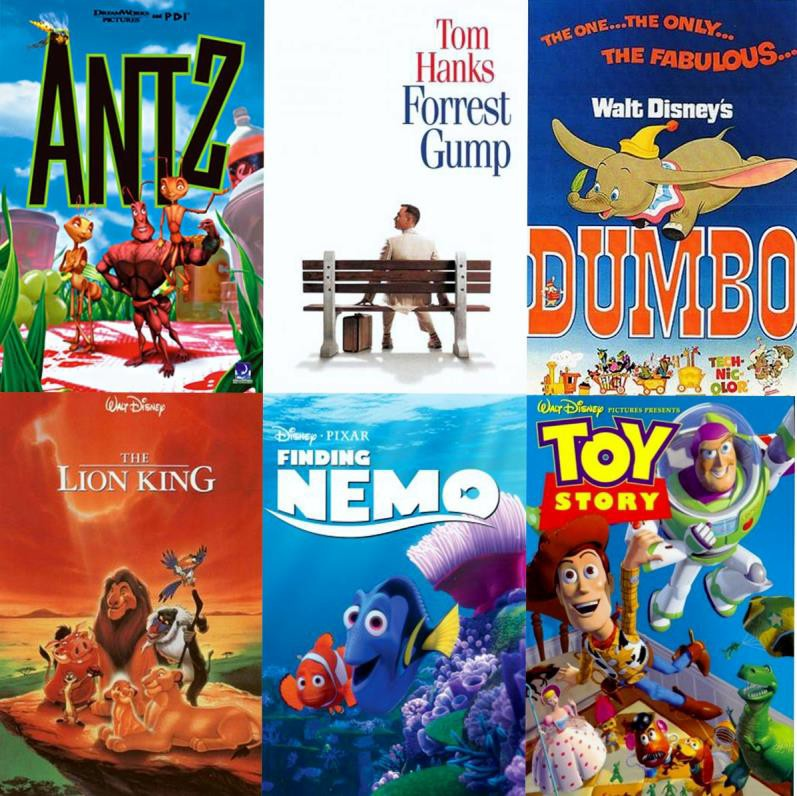 DREAMWORKS PICTURES AND PDI
ANTZ
Tom
Hanks
Forrest
Gump
THE ONE...THE ONLY...
THE FABULOUS...
Walt Disney's
DUMBO
TECH-
NIC-
OLOR
WALT DISNEY
THE
LION KING
Disney · PIXAR
FINDING
NEMO
WALT DISNEY PICTURES PRESENTS
TOY
STORY